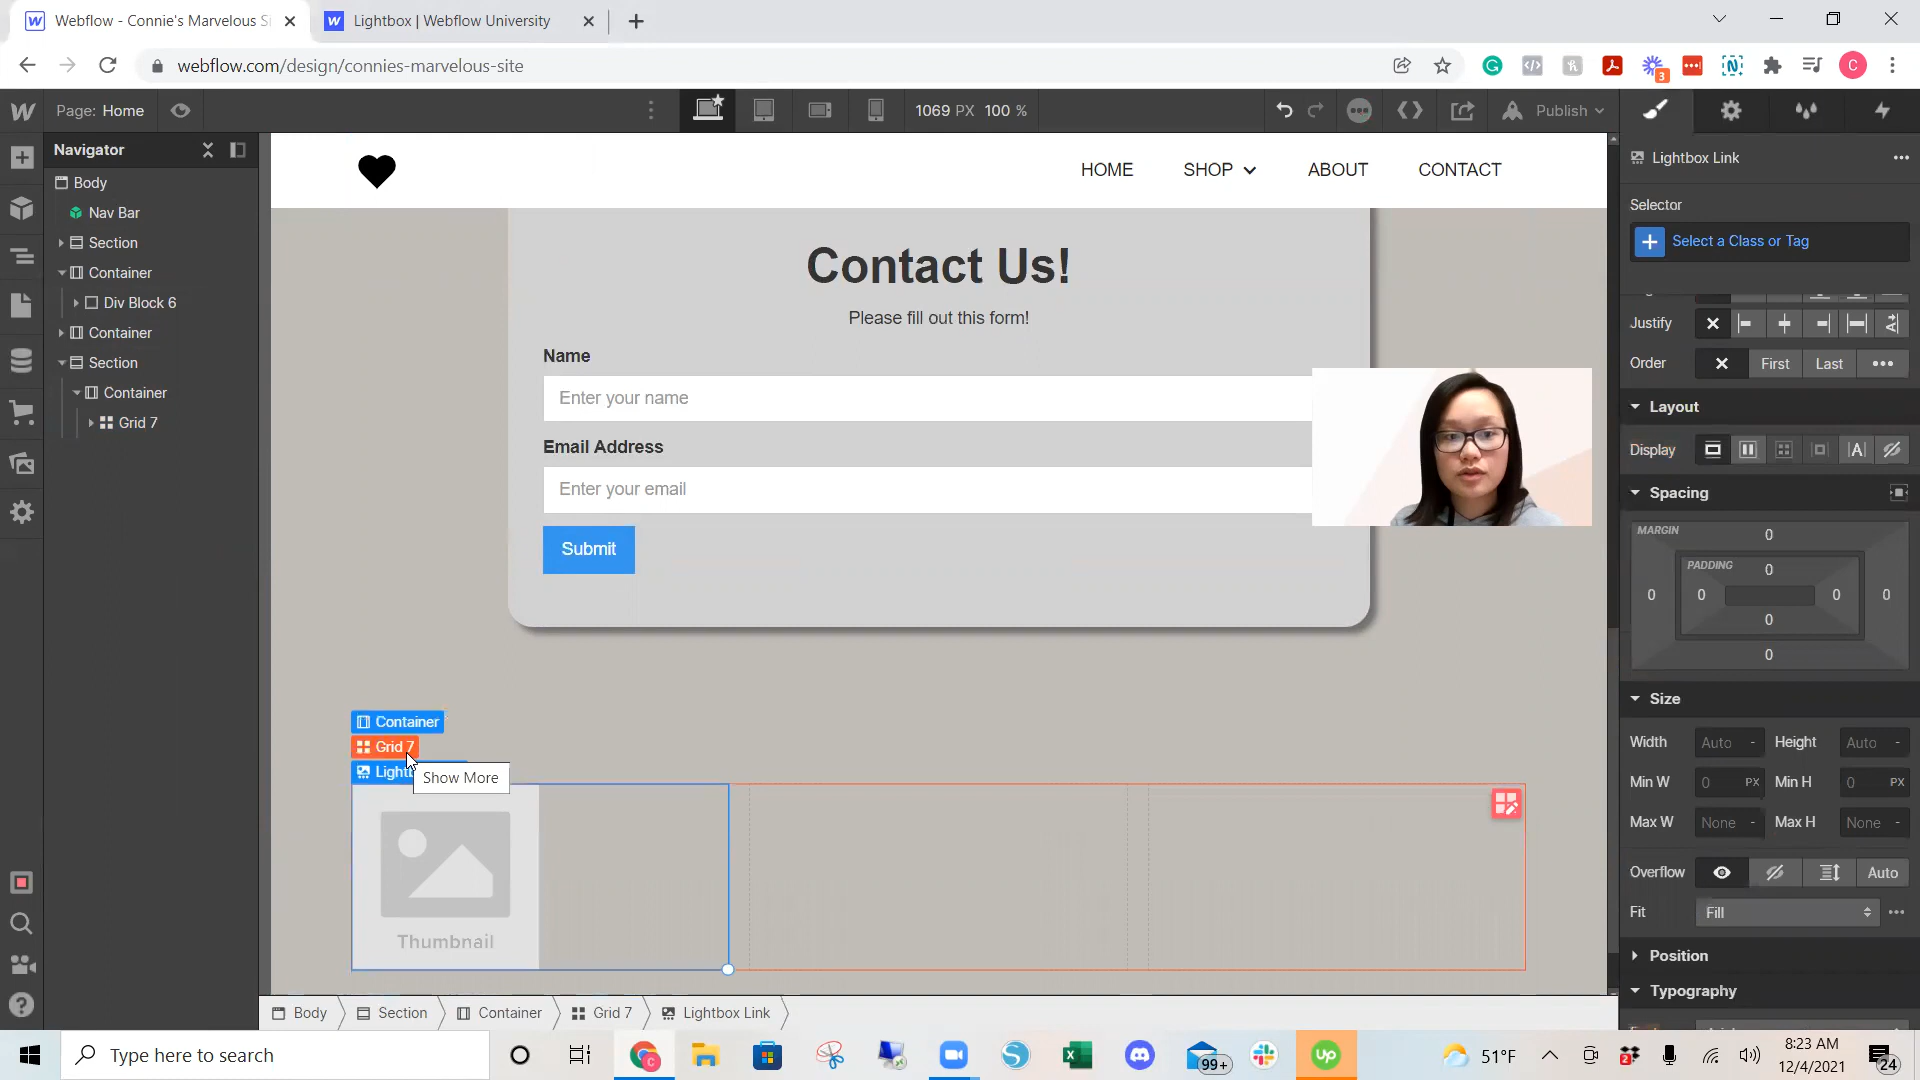 Webflow - Connie's Marvelous Si
Lightbox | Webflow University
webflow.com/design/connies-marvelous-site
3
C
Page: Home
1069 PX 100 %
Publish
Navigator
Body
Nav Bar
Section
Container
Div Block 6
Container
Section
Container
Grid 7
HOME
SHOP
ABOUT
CONTACT
Contact Us!
Please fill out this form!
Name
Enter your name
Email Address
Enter your email
Submit
Container
Grid 7
Lightb
Show More
Thumbnail
Lightbox Link
Selector
Select a Class or Tag
Justify
Order
First
Last
Layout
Display
Spacing
MARGIN
0
PADDING
0
0 0 0 0
0
0
Size
Width Auto - Height Auto -
Min W 0 PX Min H 0 PX
Max W None - Max H None -
Overflow Auto
Fit Fill
Position
Typography
Body
Section
Container
Grid 7
Lightbox Link
Type here to search
99+
Up
51°F
2
8:23 AM
12/4/2021
24